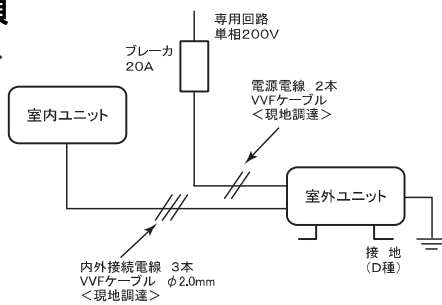 専用回路
単相200V
ブレーカ
20A
電源電線 2本
VVFケーブル
<現地調達>
室内ユニット
室外ユニット
接 地
(D種)
内外接続電線 3本
VVFケーブル φ2.0mm
<現地調達>